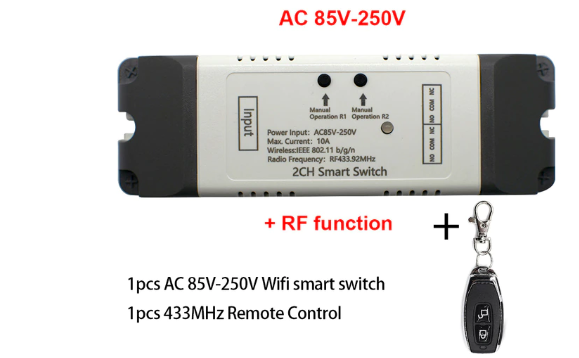 AC 85V-250V
Input
Manual
Operation R1
Manual
Operation R2
NO COM NC
NO COM NC
Power Input: AC85V-250V
Max. Current: 10A
Wireless:IEEE 802.11 b/g/n
Radio Frequency: RF433.92MHz
2CH Smart Switch
+ RF function
+
1pcs AC 85V-250V Wifi smart switch
1pcs 433MHz Remote Control